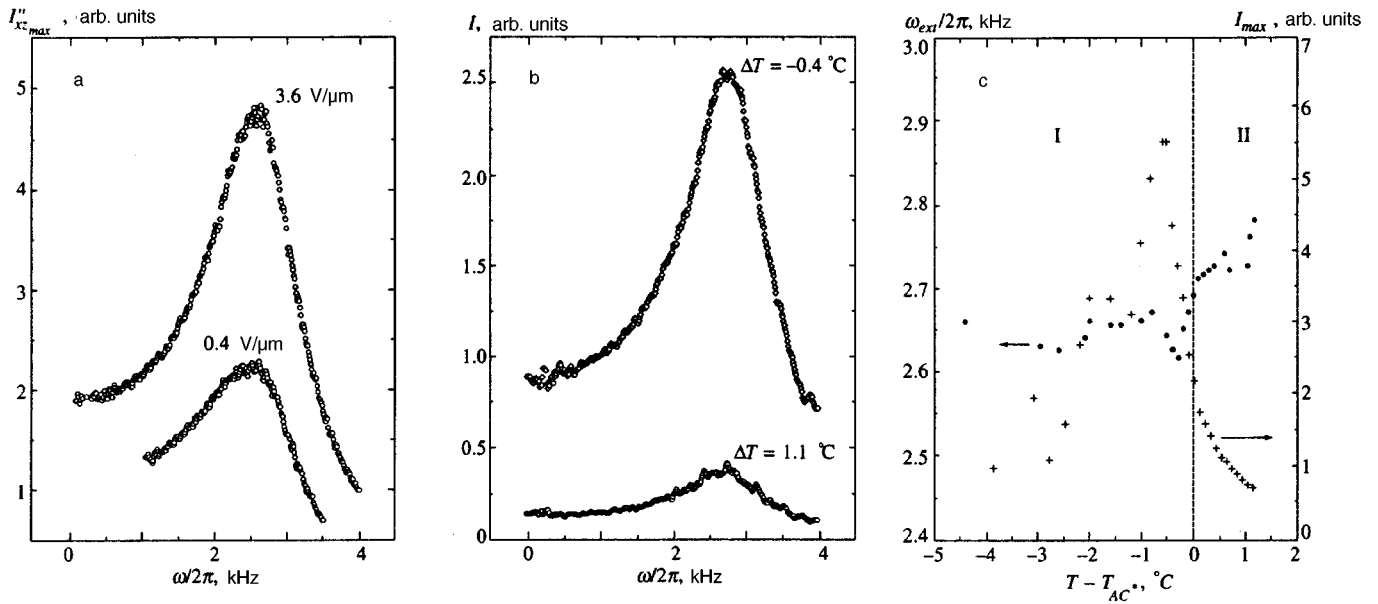 I''xz max , arb. units
a
3.6 V/μm
0.4 V/μm
5
4
3
2
1
0 2 4
ω/2π, kHz
I, arb. units
b
ΔT = −0.4 °C
ΔT = 1.1 °C
2.5
2.0
1.5
1.0
0.5
0
0 2 4
ω/2π, kHz
ωext/2π, kHz
Imax, arb. units
c
I
II
3.0
2.9
2.8
2.7
2.6
2.5
2.4
7
6
5
4
3
2
1
0
−5 −4 −3 −2 −1 0 1 2
T − TAC*, °C